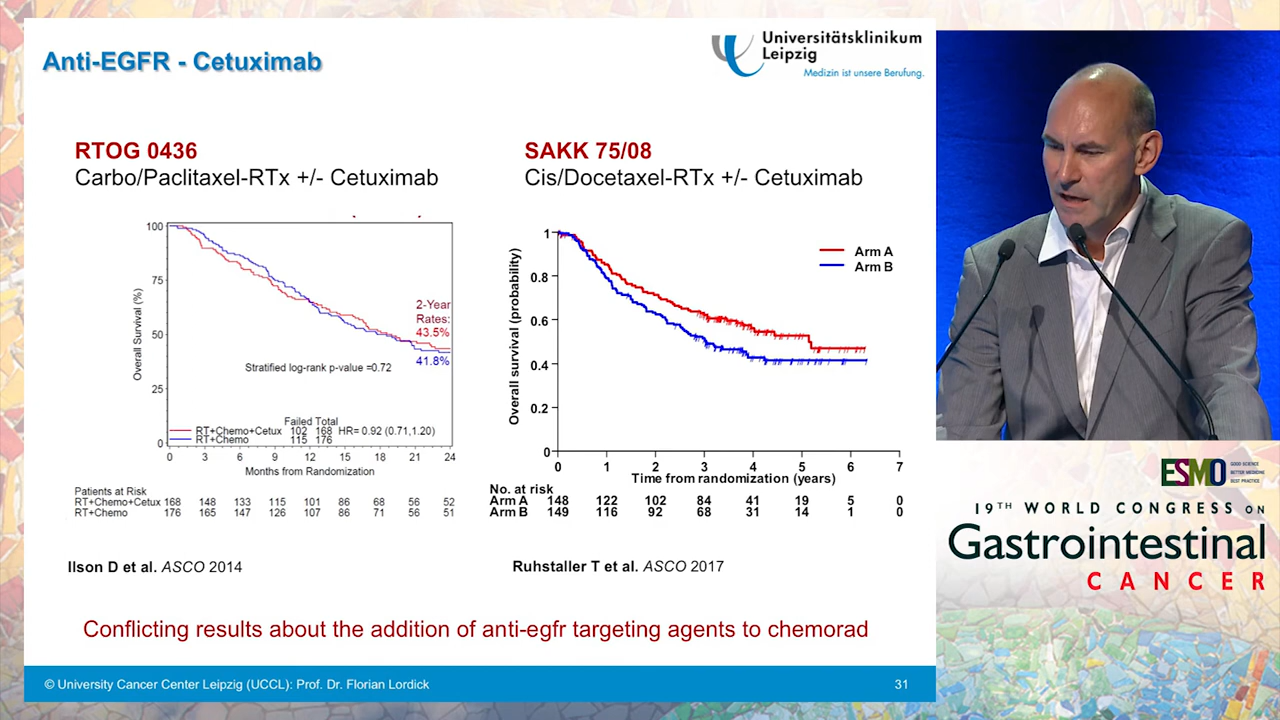 Anti-EGFR - Cetuximab
Universitätsklinikum
Leipzig
Medizin ist unsere Berufung.
RTOG 0436
Carbo/Paclitaxel-RTx +/- Cetuximab
Overall Survival (%)
100
75
50
25
0
2-Year
Rates:
43.5%
41.8%
Stratified log-rank p-value =0.72
Failed Total
RT+Chemo+Cetux 102 168 HR= 0.92 (0.71,1.20)
RT+Chemo 115 176
0 3 6 9 12 15 18 21 24
Months from Randomization
Patients at Risk
RT+Chemo+Cetux 168 148 133 115 101 86 68 56 52
RT+Chemo 176 165 147 126 107 86 71 56 51
Ilson D et al. ASCO 2014
SAKK 75/08
Cis/Docetaxel-RTx +/- Cetuximab
Overall survival (probability)
1
0.8
0.6
0.4
0.2
0
Arm A
Arm B
0 1 2 3 4 5 6 7
Time from randomization (years)
No. at risk
Arm A 148 122 102 84 41 19 5 0
Arm B 149 116 92 68 31 14 1 0
Ruhstaller T et al. ASCO 2017
Conflicting results about the addition of anti-egfr targeting agents to chemorad
© University Cancer Center Leipzig (UCCL): Prof. Dr. Florian Lordick
31
ESMO
GOOD SCIENCE
BETTER MEDICINE
BEST PRACTICE
19TH WORLD CONGRESS ON
Gastrointestinal
CANCER